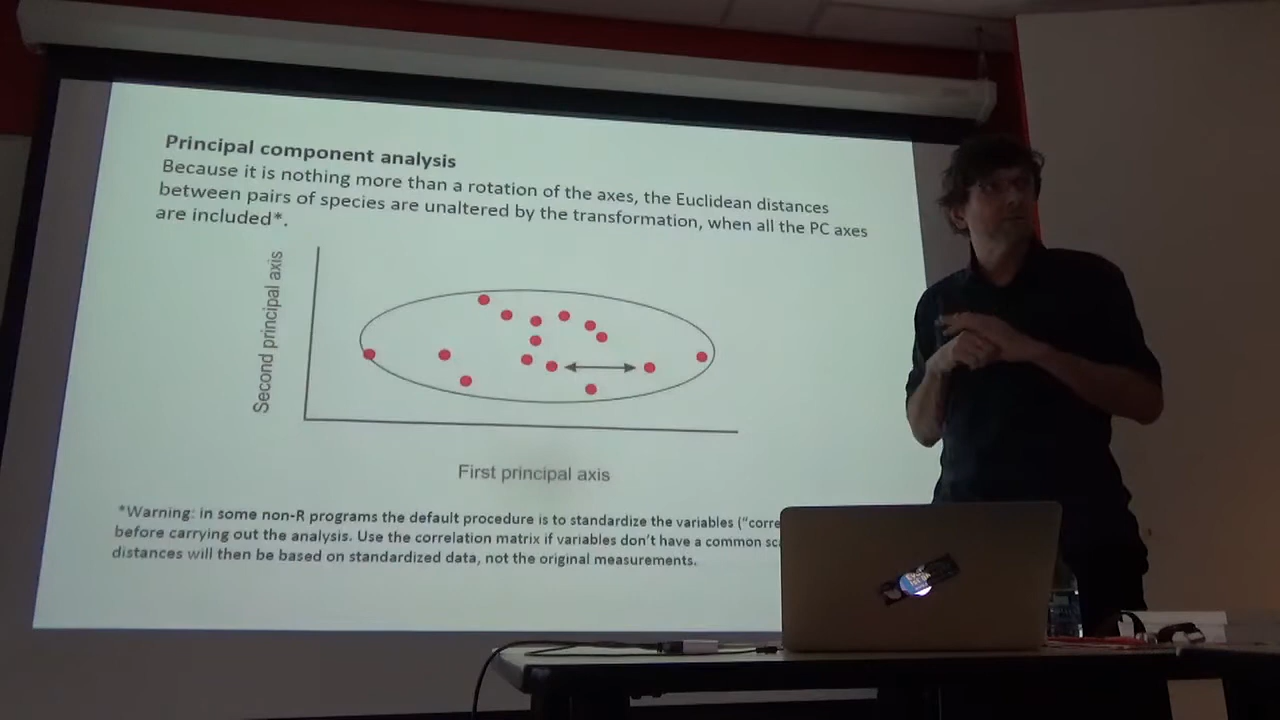 Principal component analysis
Because it is nothing more than a rotation of the axes, the Euclidean distances
between pairs of species are unaltered by the transformation, when all the PC axes
are included*.
Second principal axis
First principal axis
*Warning: in some non-R programs the default procedure is to standardize the variables ("corre
before carrying out the analysis. Use the correlation matrix if variables don't have a common sc
distances will then be based on standardized data, not the original measurements.